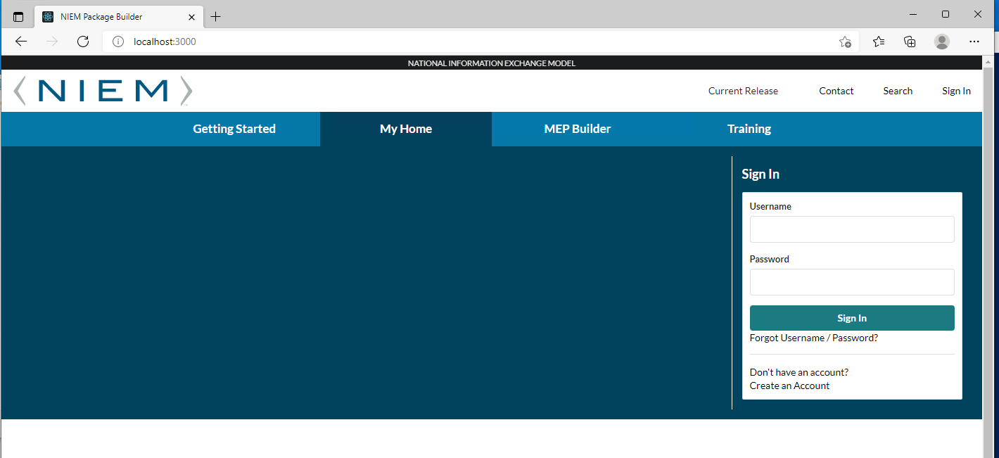 NIEM Package Builder
localhost:3000
NATIONAL INFORMATION EXCHANGE MODEL
NIEM
Current Release Contact Search Sign In
Getting Started My Home MEP Builder Training
Sign In
Username
Password
Sign In
Forgot Username / Password?
Don't have an account?
Create an Account